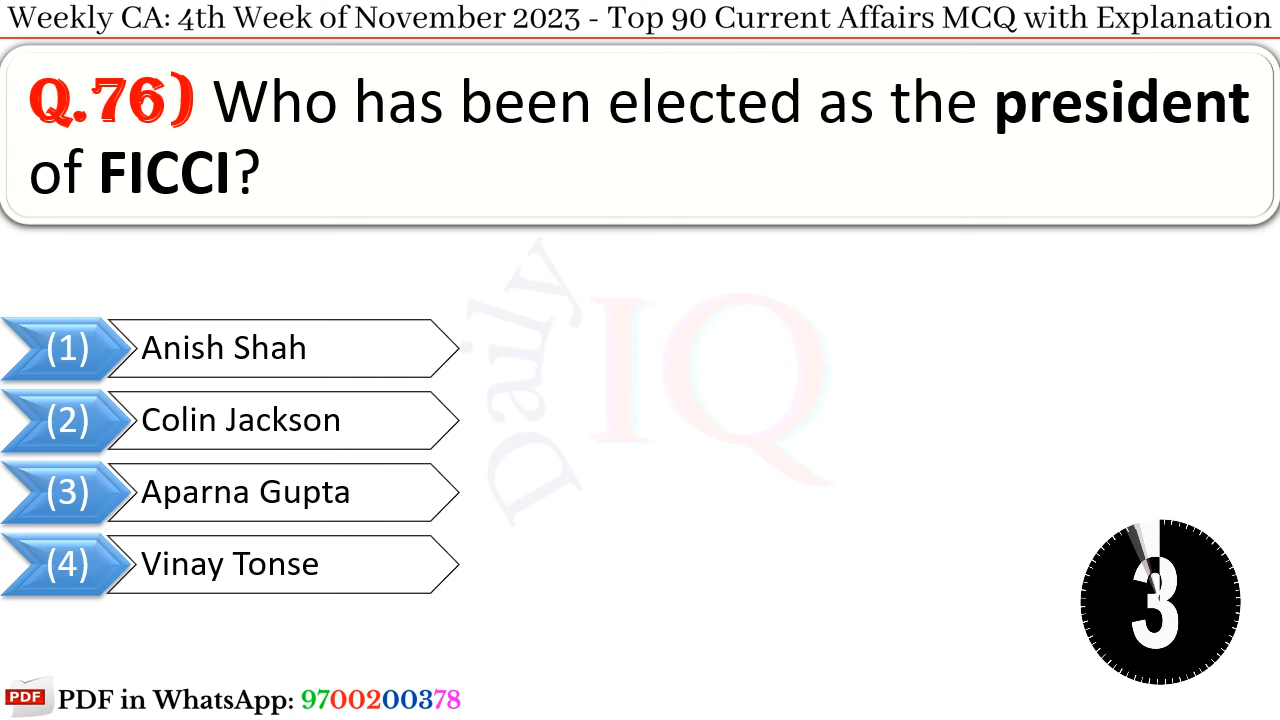 Weekly CA: 4th Week of November 2023 - Top 90 Current Affairs MCQ with Explanation
Q.76) Who has been elected as the president
of FICCI?
Daily IQ
(1) Anish Shah
(2) Colin Jackson
(3) Aparna Gupta
(4) Vinay Tonse
3
PDF PDF in WhatsApp: 9700200378